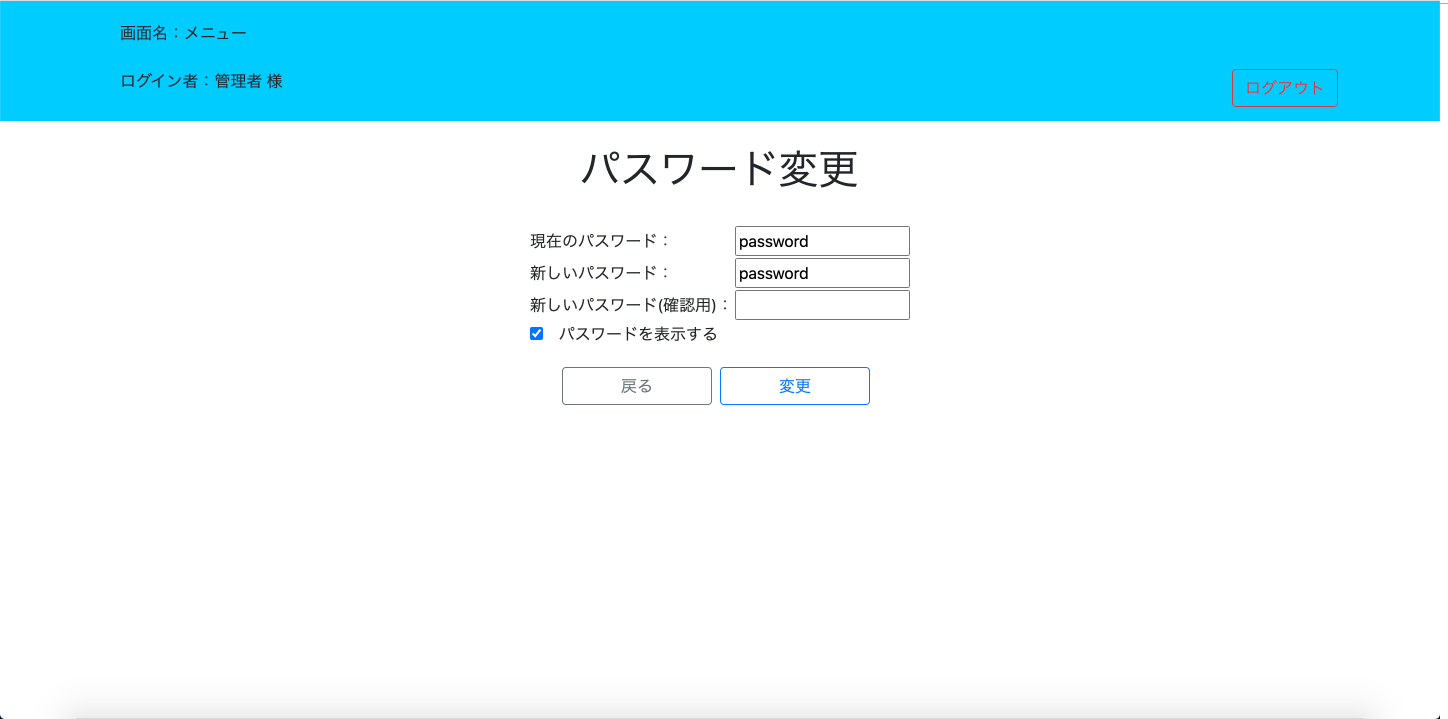 画面名：メニュー
ログイン者：管理者 様
ログアウト
パスワード変更
現在のパスワード： password
新しいパスワード： password
新しいパスワード(確認用)：
パスワードを表示する
戻る 変更